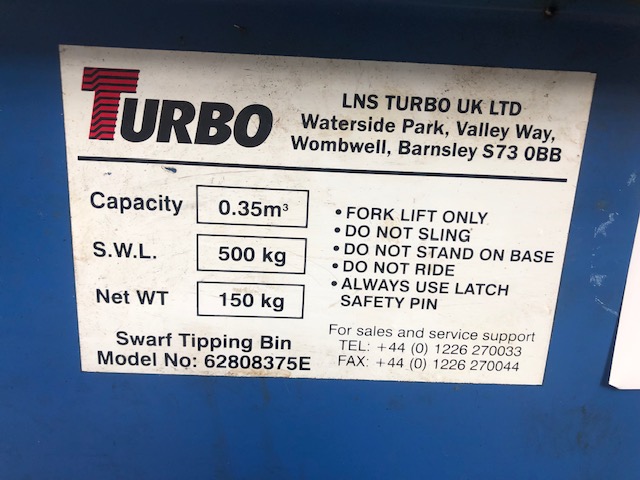 TURBO
LNS TURBO UK LTD
Waterside Park, Valley Way,
Wombwell, Barnsley S73 0BB
Capacity 0.35m³
S.W.L. 500 kg
Net WT 150 kg
• FORK LIFT ONLY
• DO NOT SLING
• DO NOT STAND ON BASE
• DO NOT RIDE
• ALWAYS USE LATCH
SAFETY PIN
Swarf Tipping Bin
Model No: 62808375E
For sales and service support
TEL: +44 (0) 1226 270033
FAX: +44 (0) 1226 270044